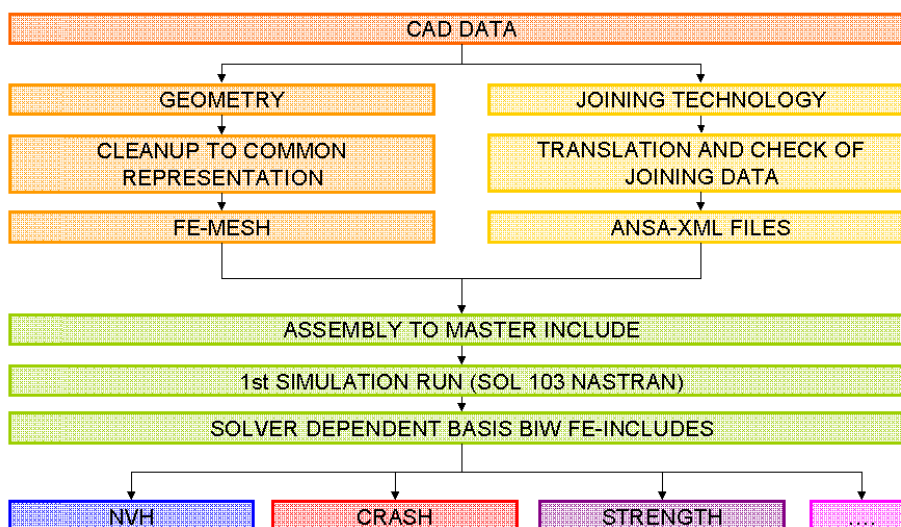 CAD DATA
GEOMETRY
JOINING TECHNOLOGY
CLEANUP TO COMMON
REPRESENTATION
TRANSLATION AND CHECK OF
JOINING DATA
FE-MESH
ANSA-XML FILES
ASSEMBLY TO MASTER INCLUDE
1st SIMULATION RUN (SOL 103 NASTRAN)
SOLVER DEPENDENT BASIS BIW FE-INCLUDES
NVH
CRASH
STRENGTH
....